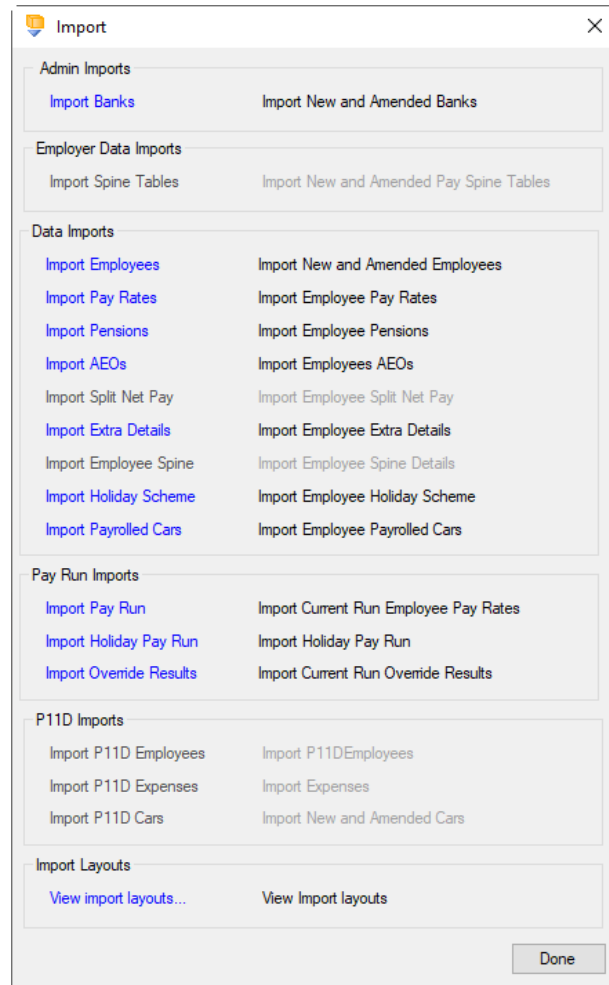 Import
Admin Imports
Import Banks Import New and Amended Banks
Employer Data Imports
Import Spine Tables Import New and Amended Pay Spine Tables
Data Imports
Import Employees Import New and Amended Employees
Import Pay Rates Import Employee Pay Rates
Import Pensions Import Employee Pensions
Import AEOs Import Employees AEOs
Import Split Net Pay Import Employee Split Net Pay
Import Extra Details Import Employee Extra Details
Import Employee Spine Import Employee Spine Details
Import Holiday Scheme Import Employee Holiday Scheme
Import Payrolled Cars Import Employee Payrolled Cars
Pay Run Imports
Import Pay Run Import Current Run Employee Pay Rates
Import Holiday Pay Run Import Holiday Pay Run
Import Override Results Import Current Run Override Results
P11D Imports
Import P11D Employees Import P11DEmployees
Import P11D Expenses Import Expenses
Import P11D Cars Import New and Amended Cars
Import Layouts
View import layouts... View Import layouts
Done